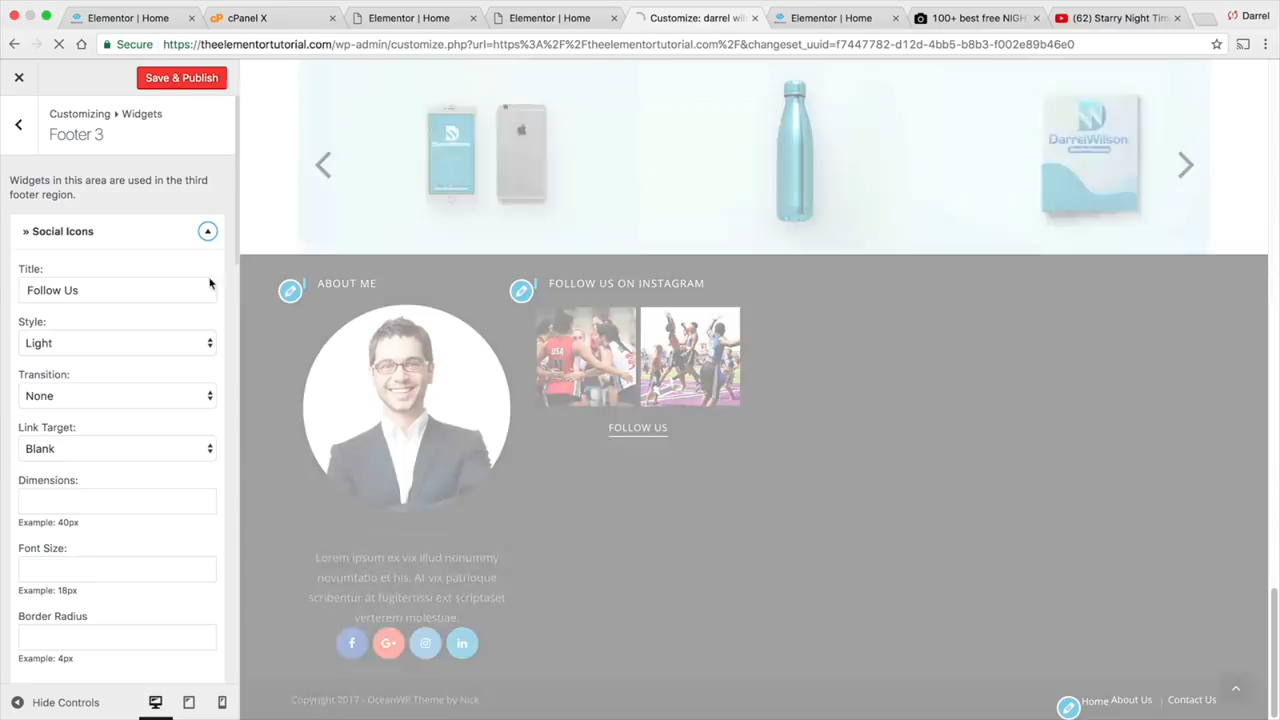 Elementor | Home
cPanel X
Elementor | Home
Elementor | Home
Customize: darrel wil
Elementor | Home
100+ best free NIGH
(62) Starry Night Tim
Darrel
Secure
https://theelementortutorial.com/wp-admin/customize.php?url=https%3A%2F%2Ftheelementortutorial.com%2F&changeset_uuid=f7447782-d12d-4bb5-b8b3-f002e89b46e0
Save & Publish
Customizing ▸ Widgets
Footer 3
Widgets in this area are used in the third
footer region.
» Social Icons
Title:
Follow Us
Style:
Light
Transition:
None
Link Target:
Blank
Dimensions:
Example: 40px
Font Size:
Example: 18px
Border Radius
Example: 4px
Hide Controls
DarrelWilson
DarrelWilson
ABOUT ME
FOLLOW US ON INSTAGRAM
USA
FOLLOW US
Lorem ipsum ex vix illud nonummy
novumtatio et his. At vix patrioque
scribentur at fugitertissi ext scriptaset
verterem molestiae.
Copyright 2017 - OceanWP Theme by Nick
Home About Us | Contact Us